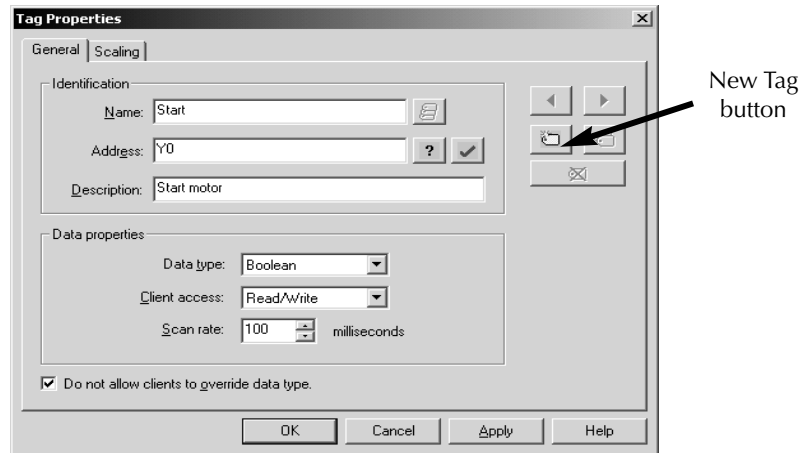 Tag Properties
General
Scaling
Identification
Name: Start
Address: Y0
?
Description: Start motor
Data properties
Data type: Boolean
Client access: Read/Write
Scan rate: 100 milliseconds
Do not allow clients to override data type.
OK
Cancel
Apply
Help
New Tag
button